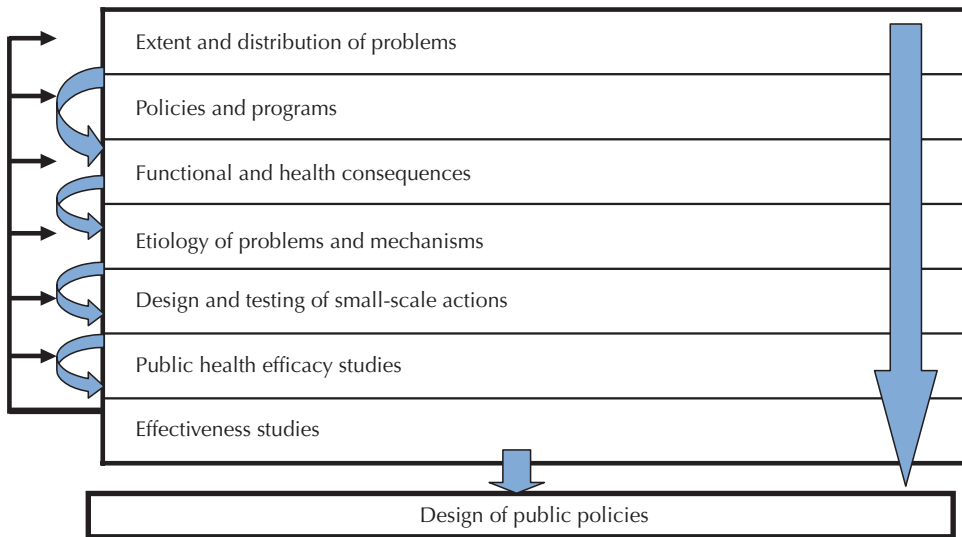 Extent and distribution of problems
Policies and programs
Functional and health consequences
Etiology of problems and mechanisms
Design and testing of small-scale actions
Public health efficacy studies
Effectiveness studies
Design of public policies